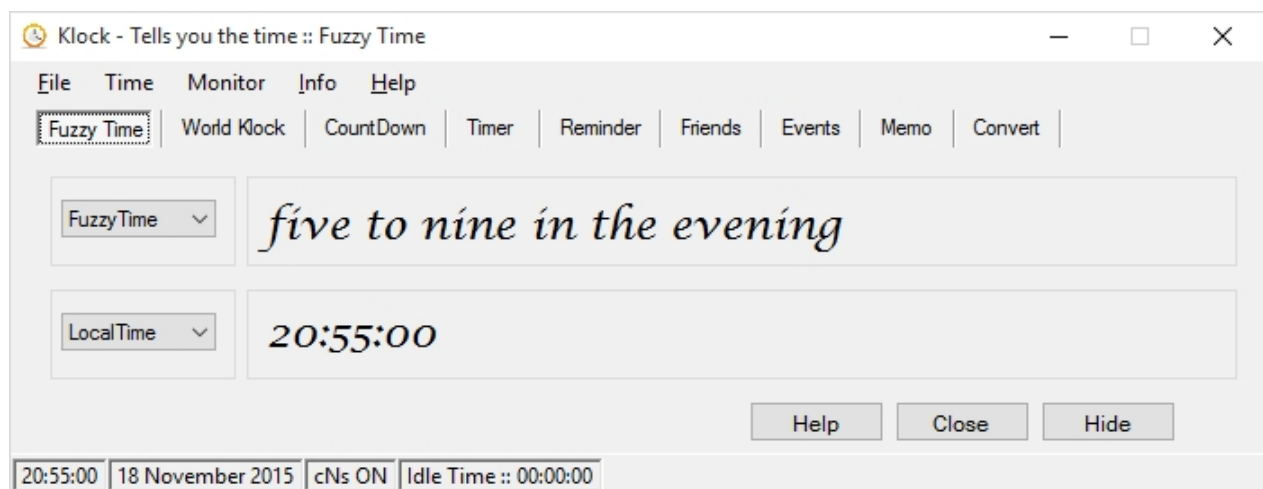 Klock - Tells you the time :: Fuzzy Time
File Time Monitor Info Help
Fuzzy Time World Klock CountDown Timer Reminder Friends Events Memo Convert
FuzzyTime five to nine in the evening
LocalTime 20:55:00
Help Close Hide
20:55:00 18 November 2015 cNs ON Idle Time :: 00:00:00